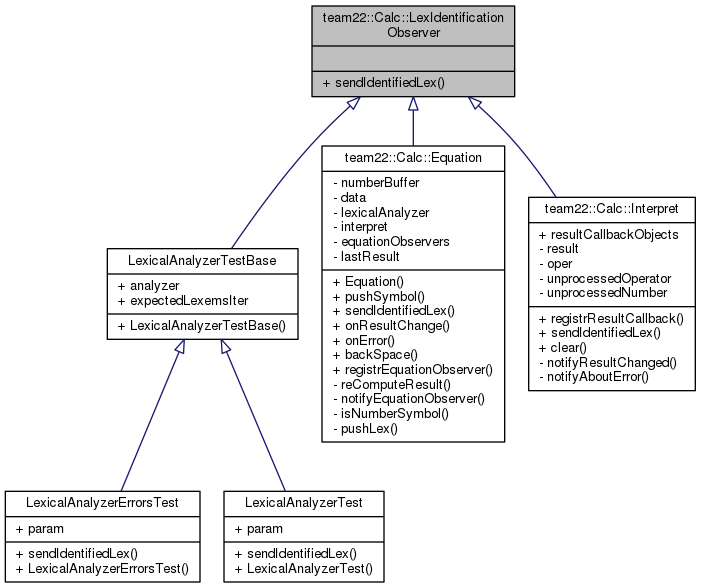 team22::Calc::LexIdentification
Observer
+ sendIdentifiedLex()
team22::Calc::Equation
- numberBuffer
- data
- lexicalAnalyzer
- interpret
- equationObservers
- lastResult
+ Equation()
+ pushSymbol()
+ sendIdentifiedLex()
+ onResultChange()
+ onError()
+ backSpace()
+ registrEquationObserver()
- reComputeResult()
- notifyEquationObserver()
- isNumberSymbol()
- pushLex()
team22::Calc::Interpret
+ resultCallbackObjects
- result
- oper
- unprocessedOperator
- unprocessedNumber
+ registrResultCallback()
+ sendIdentifiedLex()
+ clear()
- notifyResultChanged()
- notifyAboutError()
LexicalAnalyzerTestBase
+ analyzer
+ expectedLexemsIter
+ LexicalAnalyzerTestBase()
LexicalAnalyzerErrorsTest
+ param
+ sendIdentifiedLex()
+ LexicalAnalyzerErrorsTest()
LexicalAnalyzerTest
+ param
+ sendIdentifiedLex()
+ LexicalAnalyzerTest()